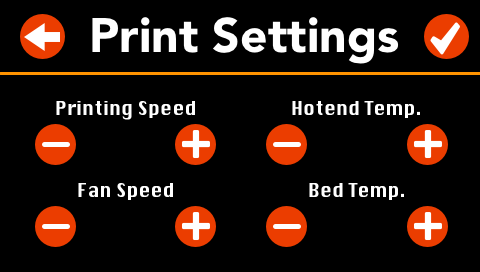 Print Settings
Printing Speed
Hotend Temp.
Fan Speed
Bed Temp.